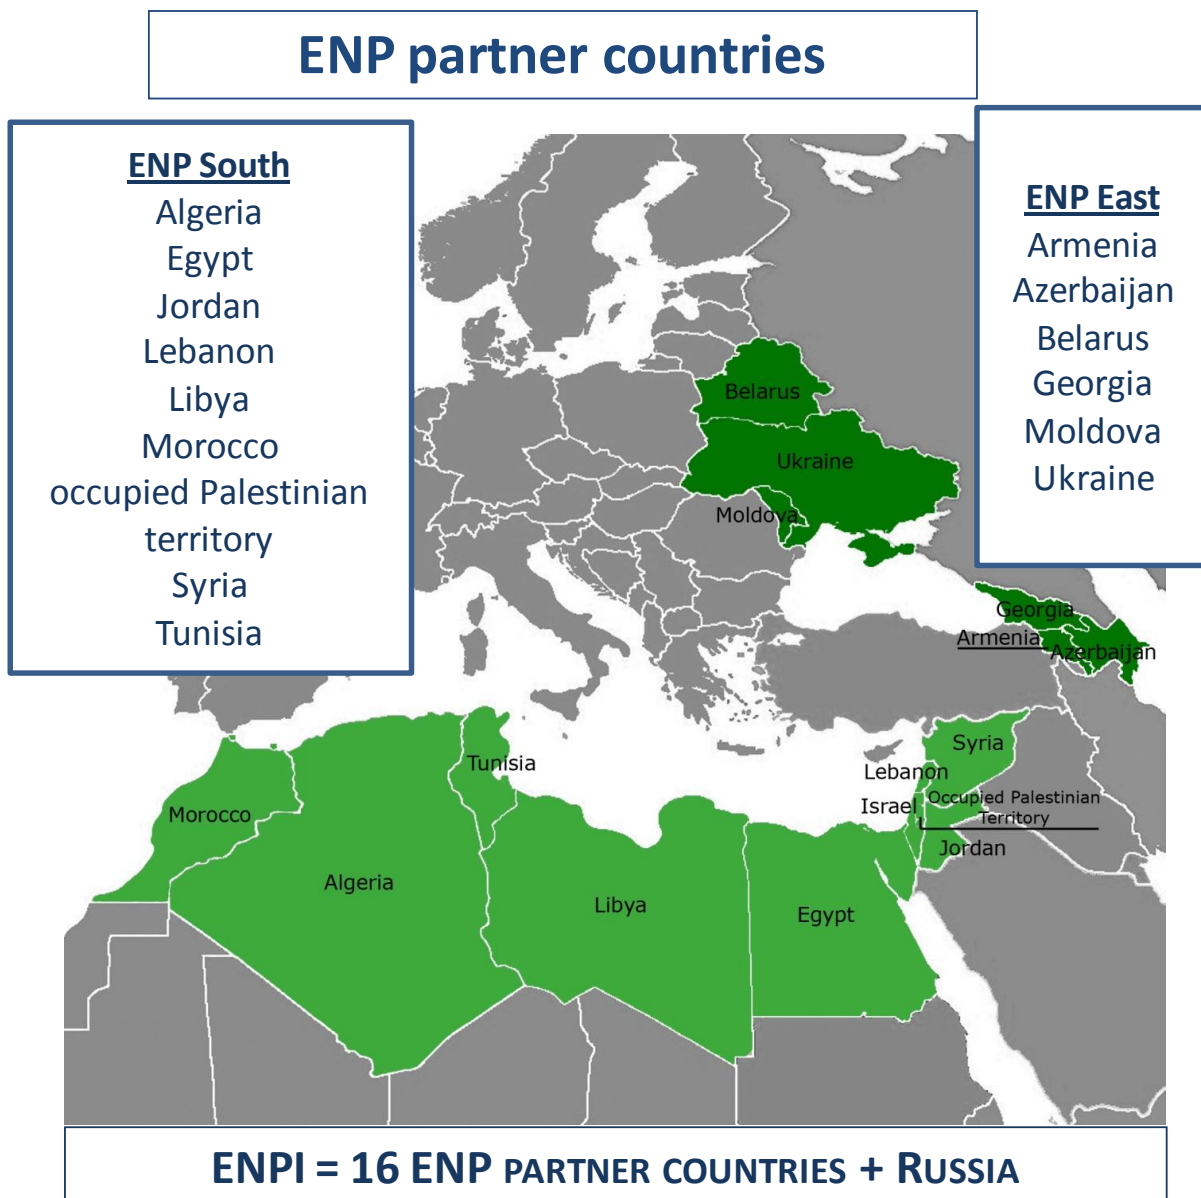 ENP partner countries
ENP South
Algeria
Egypt
Jordan
Lebanon
Libya
Morocco
occupied Palestinian
territory
Syria
Tunisia
ENP East
Armenia
Azerbaijan
Belarus
Georgia
Moldova
Ukraine
Belarus
Ukraine
Moldova
Georgia
Armenia
Azerbaijan
Syria
Tunisia
Lebanon
Israel
Occupied Palestinian
Territory
Morocco
Jordan
Algeria
Libya
Egypt
ENPI = 16 ENP PARTNER COUNTRIES + RUSSIA